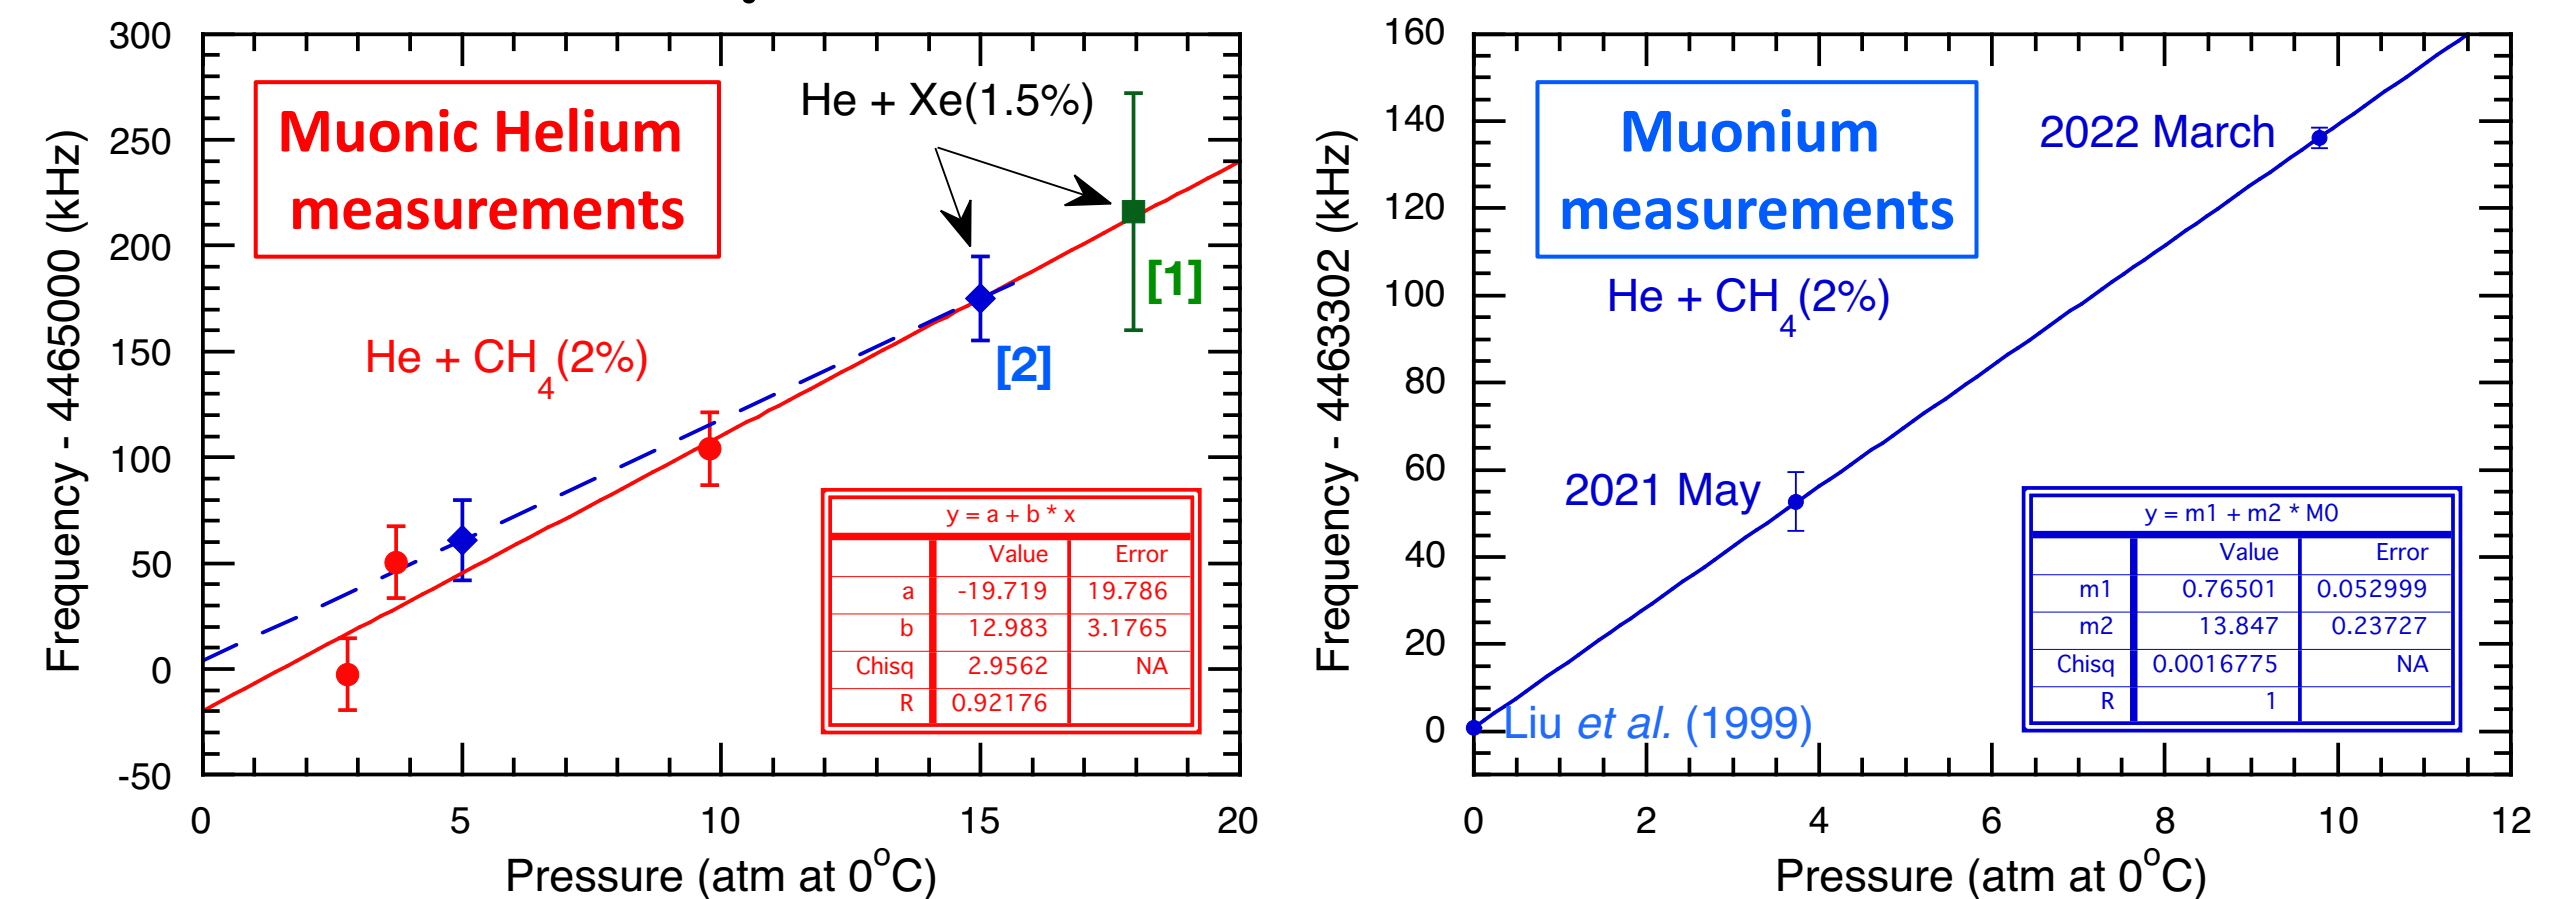 300
250
200
150
100
50
0
-50
Frequency - 4465000 (kHz)
Muonic Helium
measurements
He + Xe(1.5%)
[1]
[2]
He + CH4(2%)
y = a + b * x
Value Error
a -19.719 19.786
b 12.983 3.1765
Chisq 2.9562 NA
R 0.92176
0 5 10 15 20
Pressure (atm at 0°C)
160
140
120
100
80
60
40
20
0
Frequency - 4463302 (kHz)
Muonium
measurements
2022 March
He + CH4(2%)
2021 May
Liu et al. (1999)
y = m1 + m2 * M0
Value Error
m1 0.76501 0.052999
m2 13.847 0.23727
Chisq 0.0016775 NA
R 1
0 2 4 6 8 10 12
Pressure (atm at 0°C)